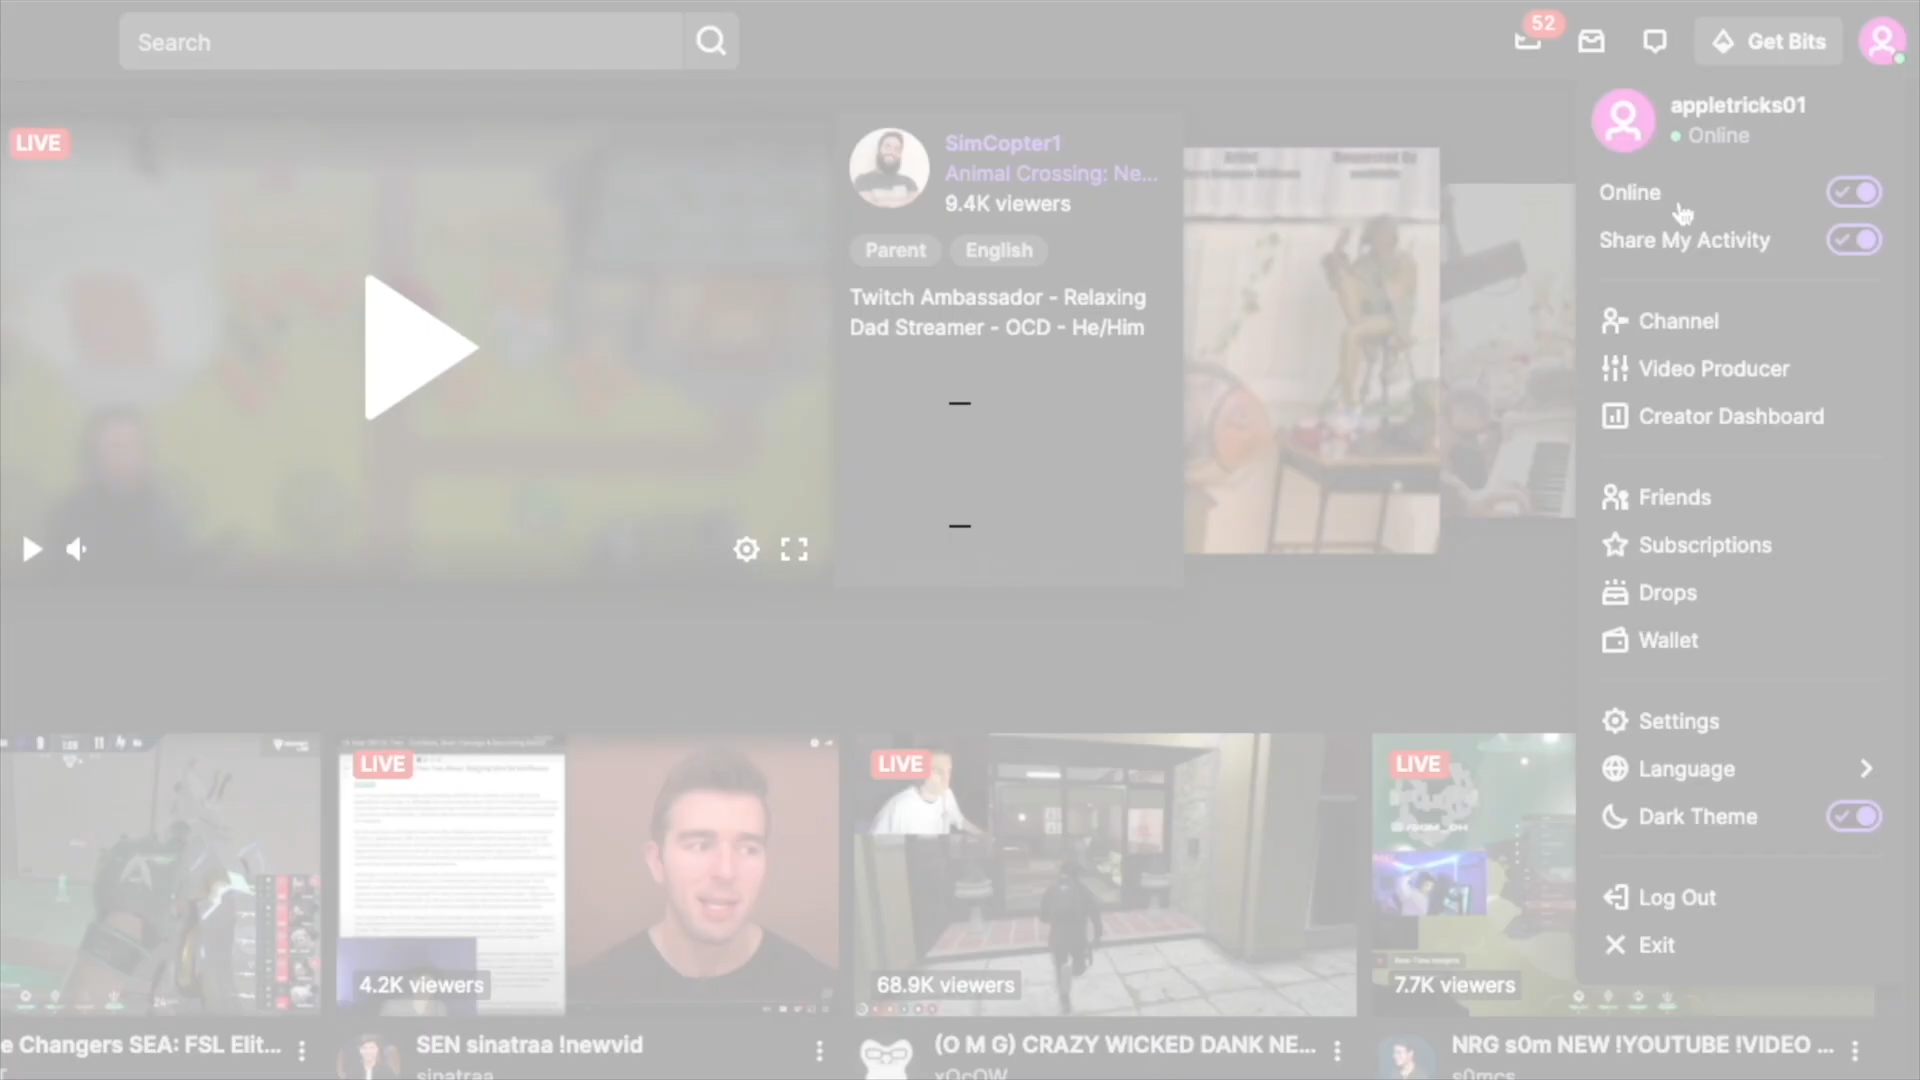 Search
52
Get Bits
appletricks01
Online
Online
Share My Activity
Channel
Video Producer
Creator Dashboard
Friends
Subscriptions
Drops
Wallet
Settings
Language
Dark Theme
Log Out
Exit
LIVE
SimCopter1
Animal Crossing: Ne...
9.4K viewers
Parent
English
Twitch Ambassador - Relaxing
Dad Streamer - OCD - He/Him
LIVE
4.2K viewers
LIVE
68.9K viewers
LIVE
7.7K viewers
e Changers SEA: FSL Elit...
SEN sinatraa !newvid
sinatraa
(O M G) CRAZY WICKED DANK NE...
xQcOW
NRG s0m NEW !YOUTUBE !VIDEO ...
s0mcs